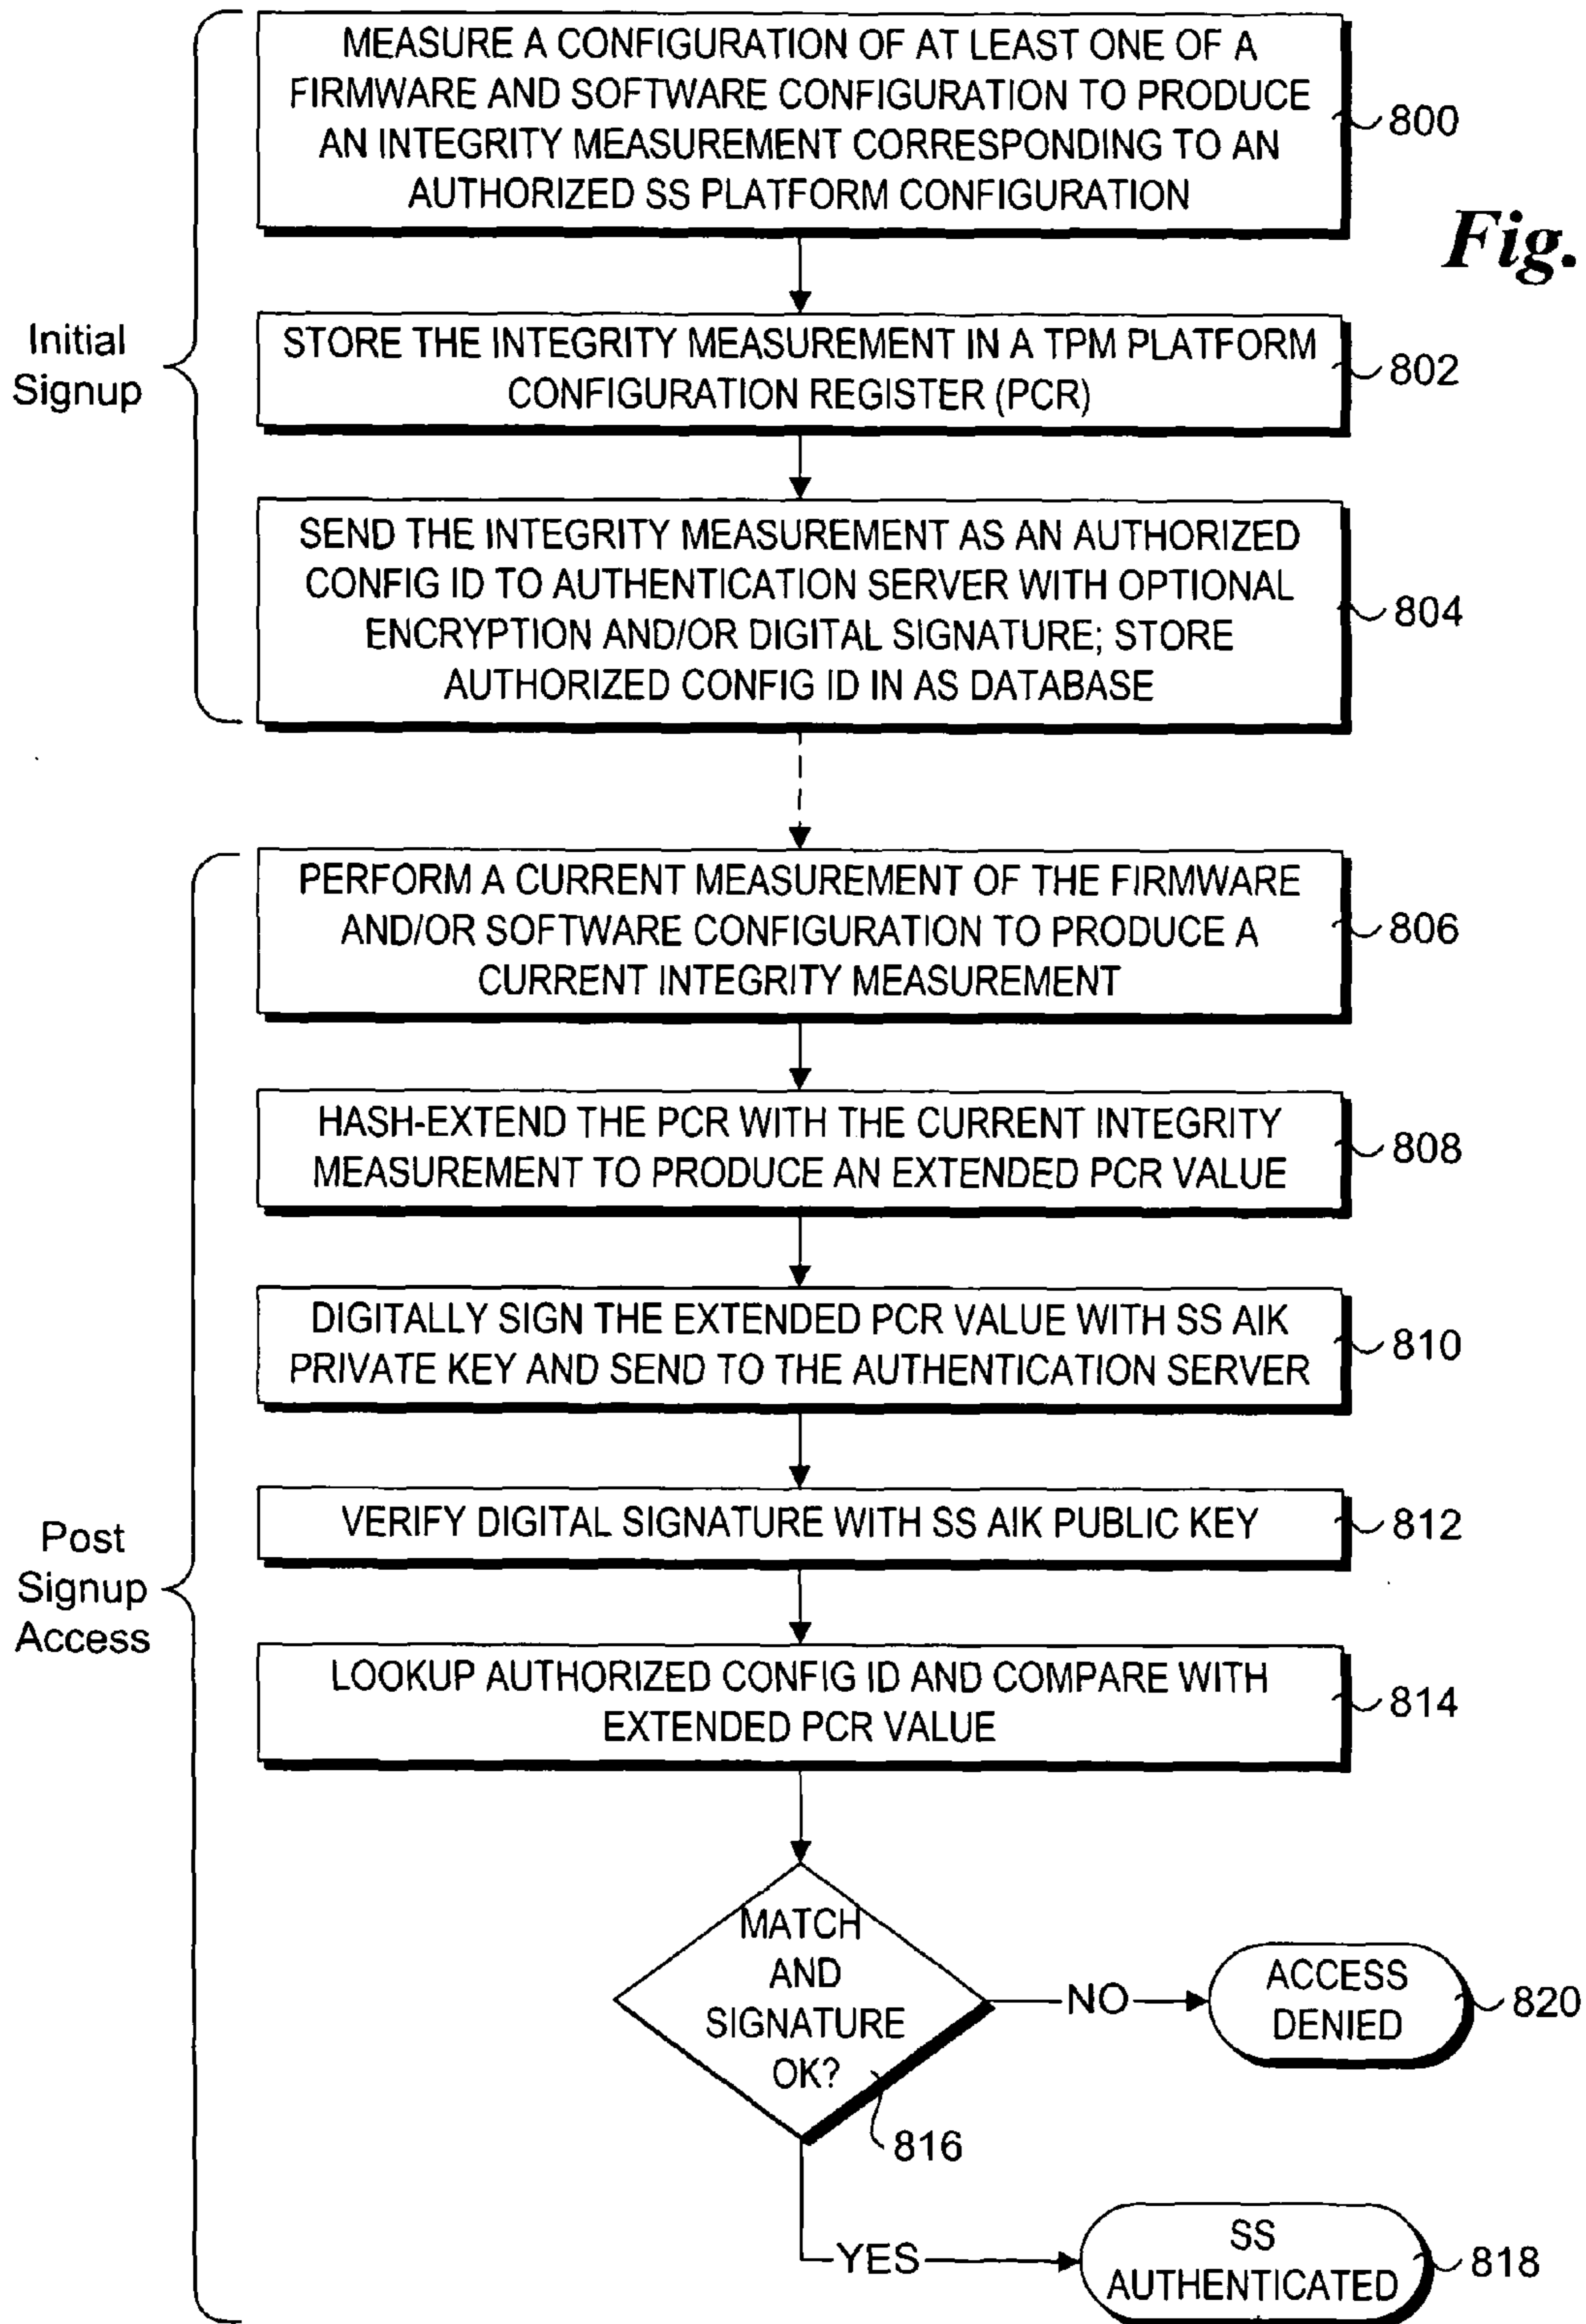 MEASURE A CONFIGURATION OF AT LEAST ONE OF A
FIRMWARE AND SOFTWARE CONFIGURATION TO PRODUCE
AN INTEGRITY MEASUREMENT CORRESPONDING TO AN
AUTHORIZED SS PLATFORM CONFIGURATION
800
Fig.
Initial
Signup
STORE THE INTEGRITY MEASUREMENT IN A TPM PLATFORM
CONFIGURATION REGISTER (PCR)
802
SEND THE INTEGRITY MEASUREMENT AS AN AUTHORIZED
CONFIG ID TO AUTHENTICATION SERVER WITH OPTIONAL
ENCRYPTION AND/OR DIGITAL SIGNATURE; STORE
AUTHORIZED CONFIG ID IN AS DATABASE
804
PERFORM A CURRENT MEASUREMENT OF THE FIRMWARE
AND/OR SOFTWARE CONFIGURATION TO PRODUCE A
CURRENT INTEGRITY MEASUREMENT
806
HASH-EXTEND THE PCR WITH THE CURRENT INTEGRITY
MEASUREMENT TO PRODUCE AN EXTENDED PCR VALUE
808
DIGITALLY SIGN THE EXTENDED PCR VALUE WITH SS AIK
PRIVATE KEY AND SEND TO THE AUTHENTICATION SERVER
810
VERIFY DIGITAL SIGNATURE WITH SS AIK PUBLIC KEY
812
Post
Signup
Access
LOOKUP AUTHORIZED CONFIG ID AND COMPARE WITH
EXTENDED PCR VALUE
814
MATCH
AND
SIGNATURE
OK?
816
NO
ACCESS
DENIED
820
YES
SS
AUTHENTICATED
818